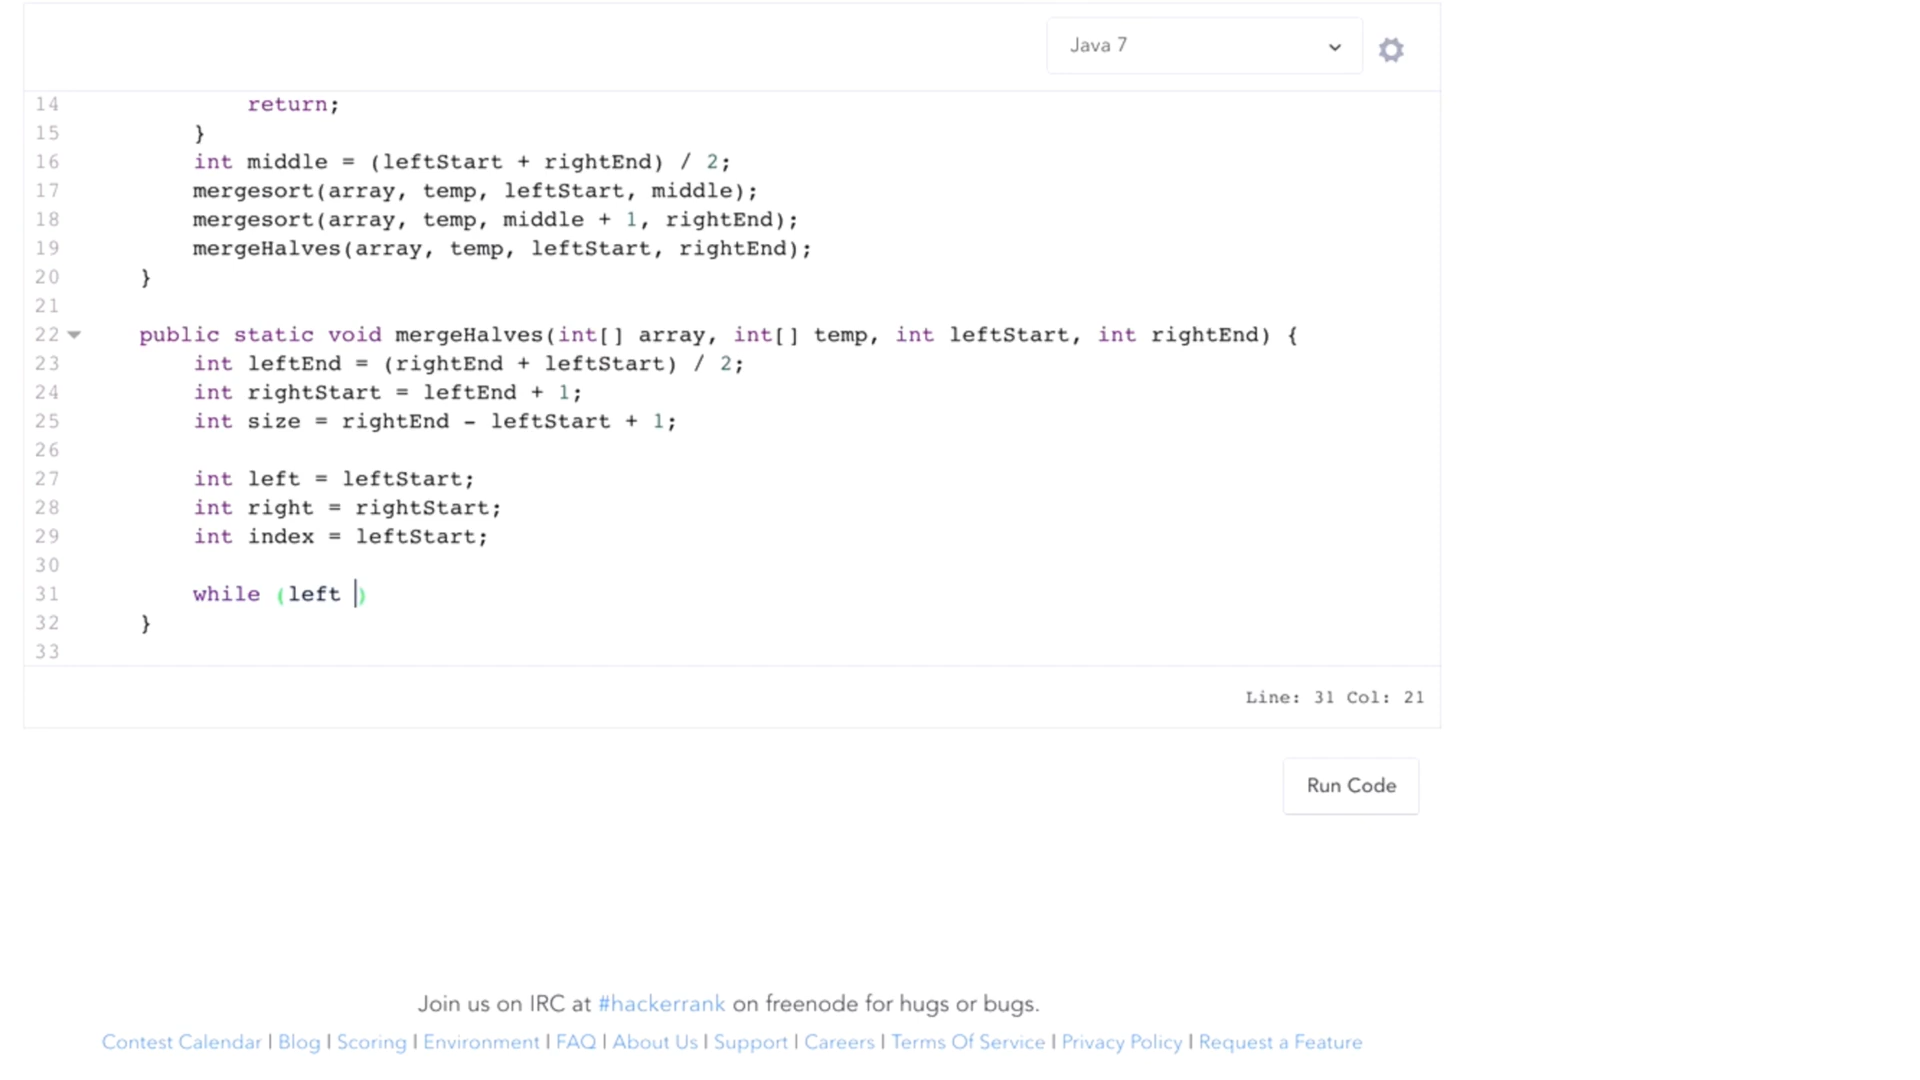 Java 7
14 return;
15 }
16 int middle = (leftStart + rightEnd) / 2;
17 mergesort(array, temp, leftStart, middle);
18 mergesort(array, temp, middle + 1, rightEnd);
19 mergeHalves(array, temp, leftStart, rightEnd);
20 }
21
22 public static void mergeHalves(int[] array, int[] temp, int leftStart, int rightEnd) {
23 int leftEnd = (rightEnd + leftStart) / 2;
24 int rightStart = leftEnd + 1;
25 int size = rightEnd - leftStart + 1;
26
27 int left = leftStart;
28 int right = rightStart;
29 int index = leftStart;
30
31 while (left )
32 }
33
Line: 31 Col: 21
Run Code
Join us on IRC at #hackerrank on freenode for hugs or bugs.
Contest Calendar | Blog | Scoring | Environment | FAQ | About Us | Support | Careers | Terms Of Service | Privacy Policy | Request a Feature